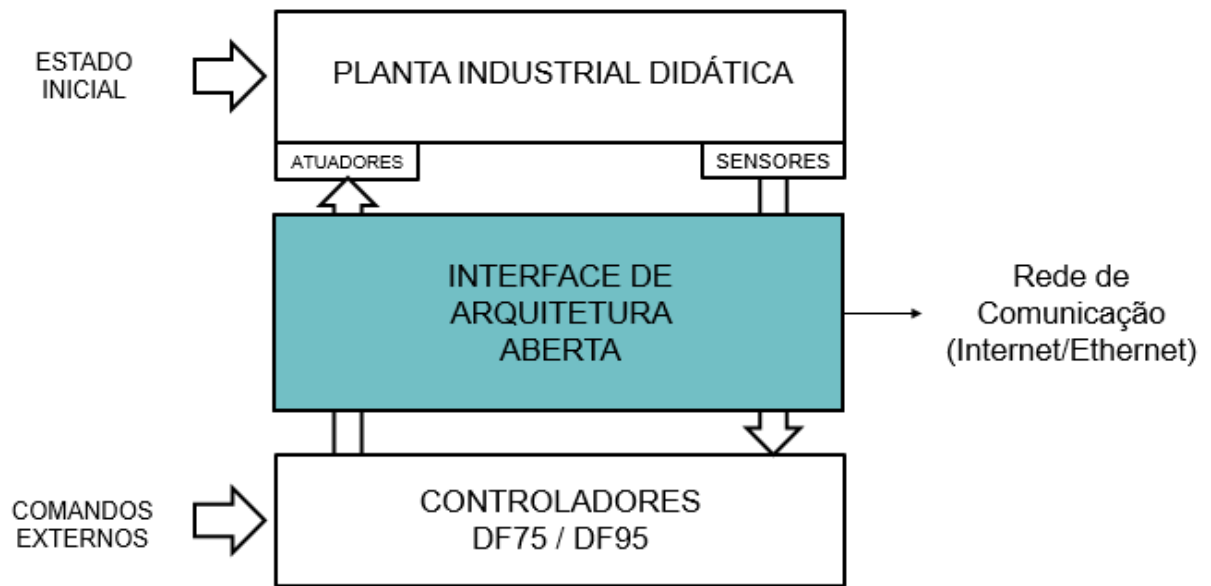 ESTADO
INICIAL
PLANTA INDUSTRIAL DIDÁTICA
ATUADORES
SENSORES
INTERFACE DE
ARQUITETURA
ABERTA
Rede de
Comunicação
(Internet/Ethernet)
COMANDOS
EXTERNOS
CONTROLADORES
DF75 / DF95